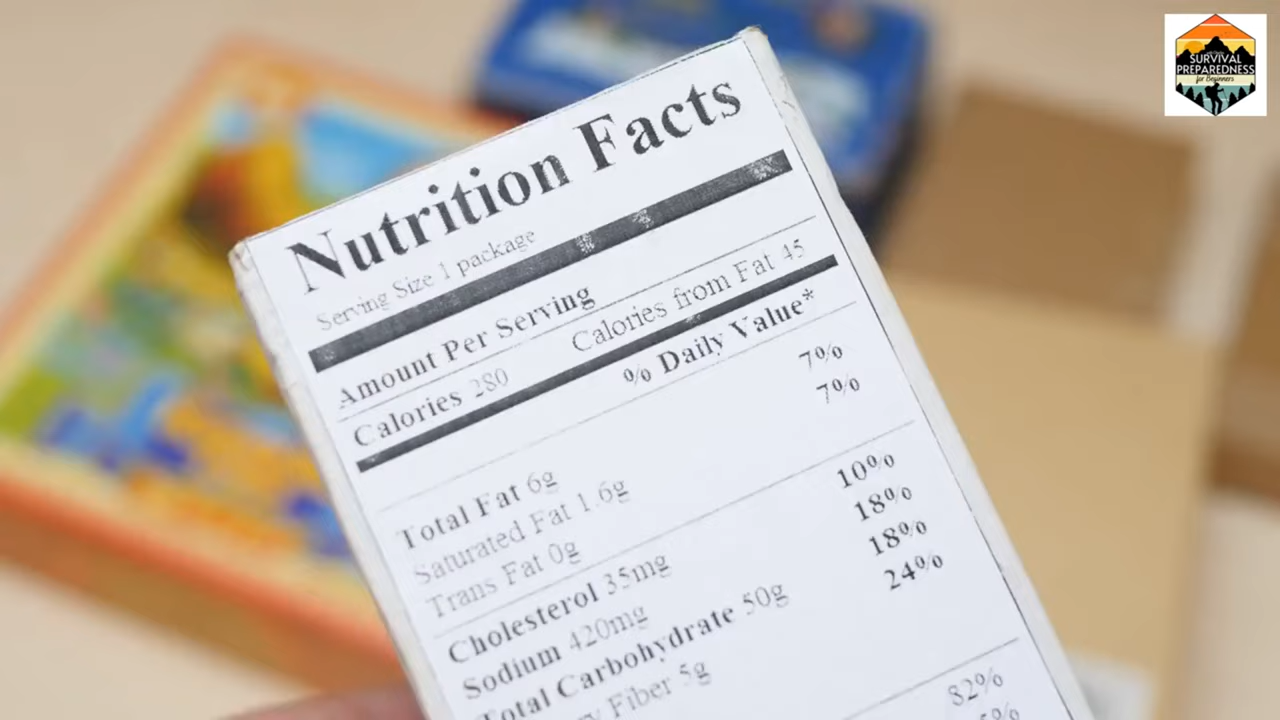 Nutrition Facts
Serving Size 1 package
Amount Per Serving
Calories 280 Calories from Fat 45
% Daily Value*
Total Fat 6g 7%
Saturated Fat 1.6g 7%
Trans Fat 0g
Cholesterol 35mg 10%
Sodium 420mg 18%
Total Carbohydrate 50g 18%
Fiber 5g 24%
82%
SURVIVAL
PREPAREDNESS
for Beginners